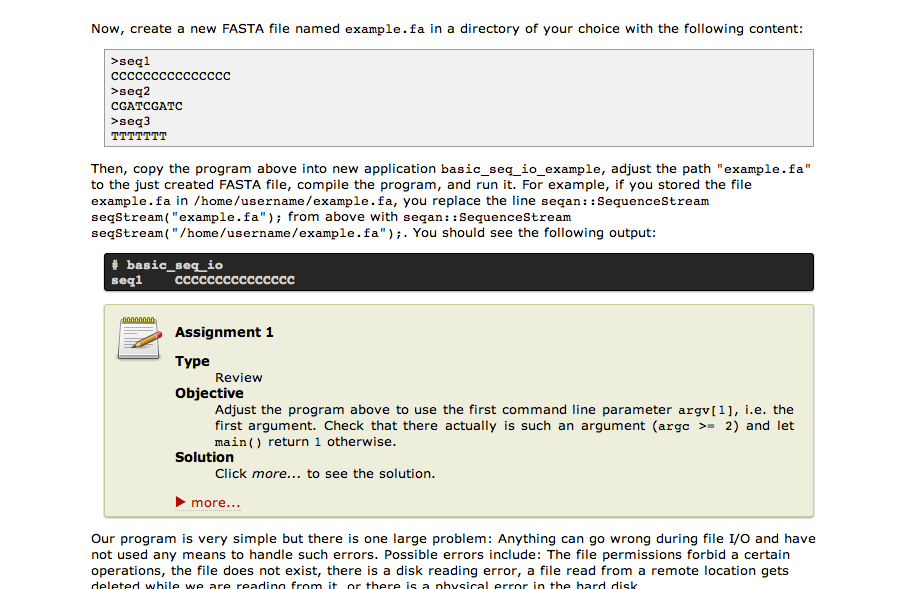 Now, create a new FASTA file named example.fa in a directory of your choice with the following content:
>seq1
CCCCCCCCCCCCCCC
>seq2
CGATCGATC
>seq3
TTTTTTT
Then, copy the program above into new application basic_seq_io_example, adjust the path "example.fa"
to the just created FASTA file, compile the program, and run it. For example, if you stored the file
example.fa in /home/username/example.fa, you replace the line seqan::SequenceStream
seqStream("example.fa"); from above with seqan::SequenceStream
seqStream("/home/username/example.fa");. You should see the following output:
# basic_seq_io
seq1    CCCCCCCCCCCCCCC
Assignment 1
Type
Review
Objective
Adjust the program above to use the first command line parameter argv[1], i.e. the
first argument. Check that there actually is such an argument (argc >= 2) and let
main() return 1 otherwise.
Solution
Click more... to see the solution.
more...
Our program is very simple but there is one large problem: Anything can go wrong during file I/O and have
not used any means to handle such errors. Possible errors include: The file permissions forbid a certain
operations, the file does not exist, there is a disk reading error, a file read from a remote location gets
deleted while we are reading from it, or there is a physical error in the hard disk.